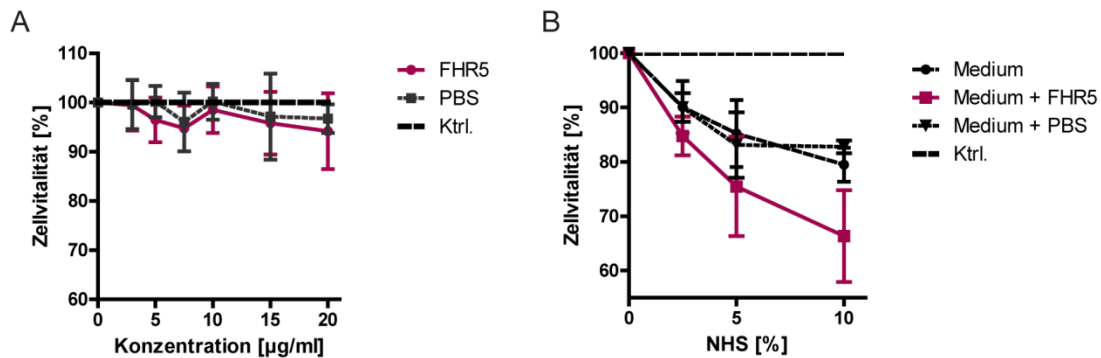 A
110
100
90
80
70
60
Zellvitalität [%]
0 5 10 15 20
Konzentration [µg/ml]
FHR5
PBS
Ktrl.
B
100
90
80
70
60
Zellvitalität [%]
0 5 10
NHS [%]
Medium
Medium + FHR5
Medium + PBS
Ktrl.